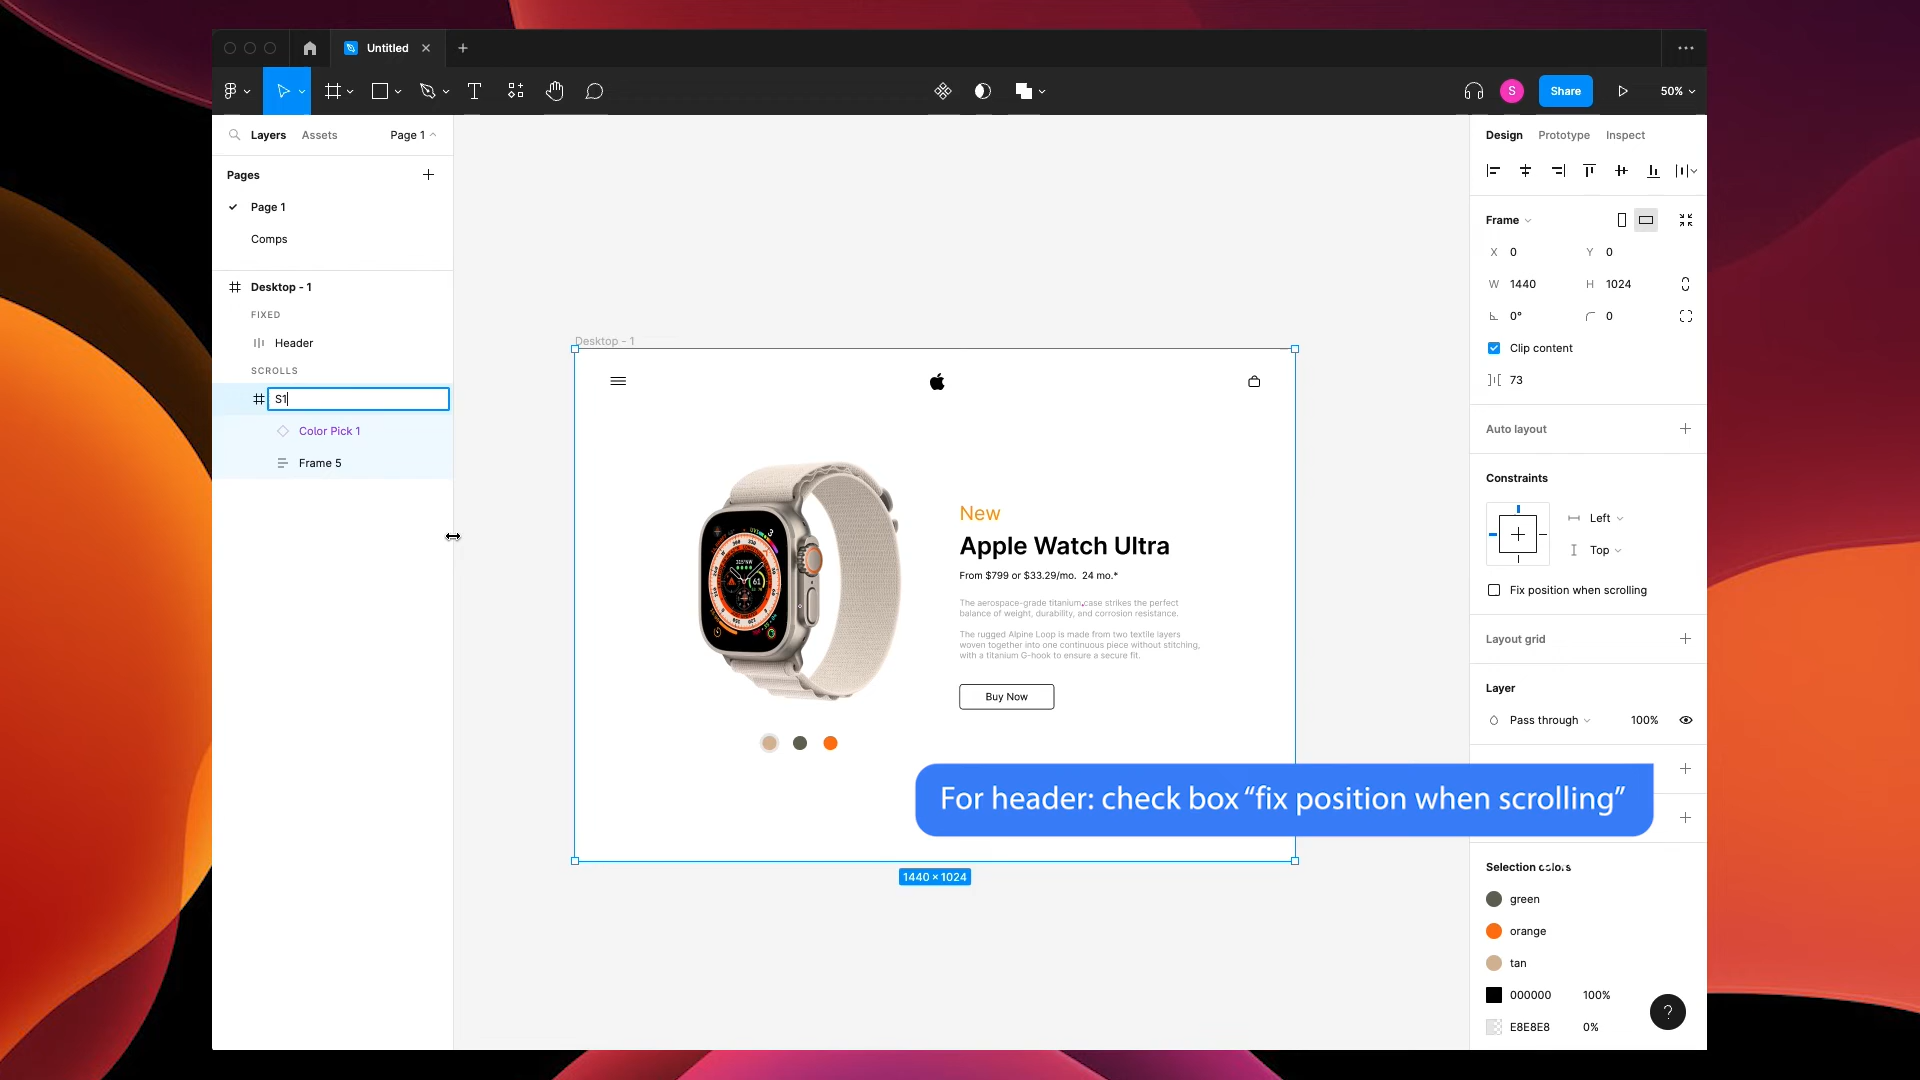 Untitled
S
Share
50%
Layers
Assets
Page 1
Pages
Page 1
Comps
Desktop - 1
FIXED
Header
SCROLLS
S1
Color Pick 1
Frame 5
Desktop - 1
New
Apple Watch Ultra
From $799 or $33.29/mo. 24 mo.*
The aerospace-grade titanium case strikes the perfect
balance of weight, durability, and corrosion resistance.
The rugged Alpine Loop is made from two textile layers
woven together into one continuous piece without stitching,
with a titanium G-hook to ensure a secure fit.
Buy Now
For header: check box “fix position when scrolling”
1440 × 1024
Design
Prototype
Inspect
Frame
X 0
Y 0
W 1440
H 1024
0°
0
Clip content
73
Auto layout
Constraints
Left
Top
Fix position when scrolling
Layout grid
Layer
Pass through
100%
Selection colors
green
orange
tan
000000
100%
E8E8E8
0%
?